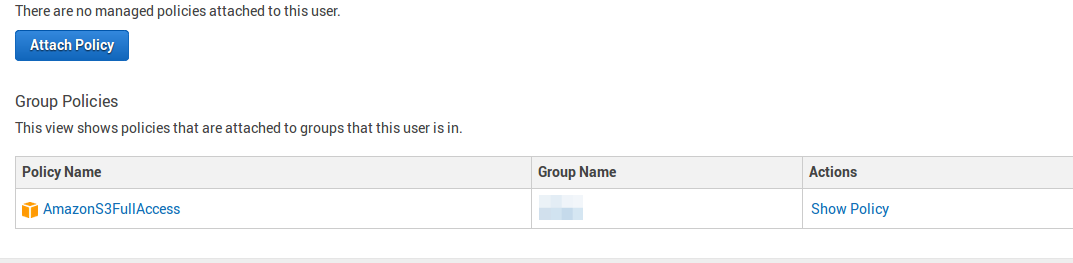 There are no managed policies attached to this user.
Attach Policy
Group Policies
This view shows policies that are attached to groups that this user is in.
Policy Name Group Name Actions
AmazonS3FullAccess Show Policy